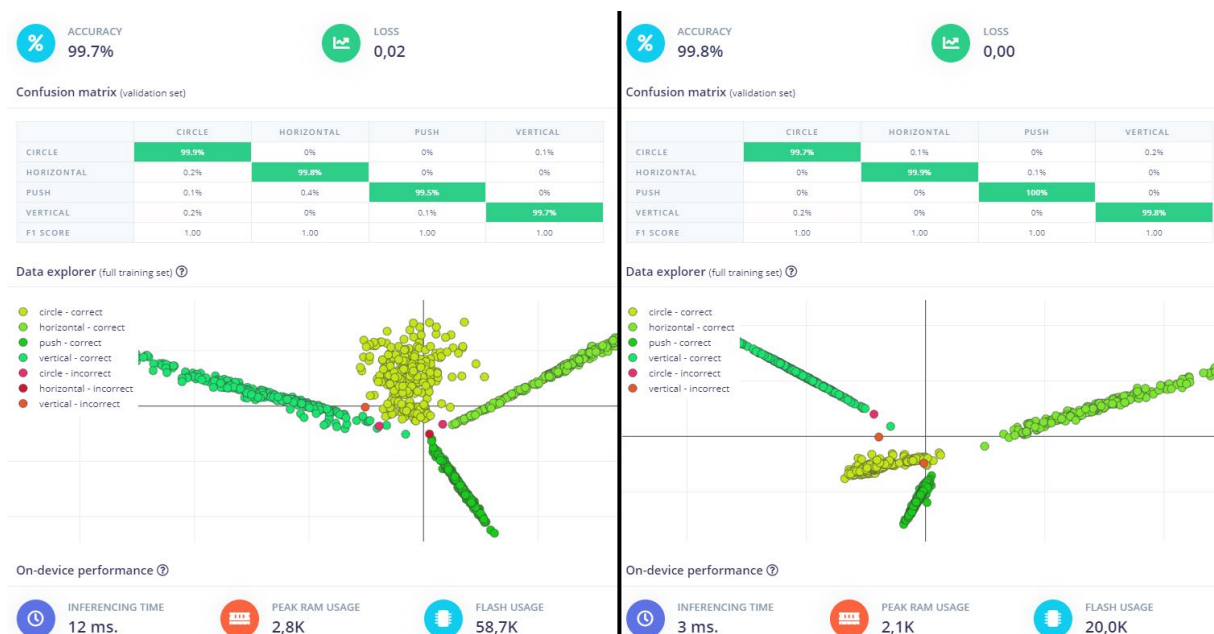 ACCURACY
99.7%
LOSS
0,02
Confusion matrix (validation set)
CIRCLE HORIZONTAL PUSH VERTICAL
CIRCLE 99.9% 0% 0% 0.1%
HORIZONTAL 0.2% 99.8% 0% 0%
PUSH 0.1% 0.4% 99.5% 0%
VERTICAL 0.2% 0% 0.1% 99.7%
F1 SCORE 1.00 1.00 1.00 1.00
Data explorer (full training set) ?
circle - correct
horizontal - correct
push - correct
vertical - correct
circle - incorrect
horizontal - incorrect
vertical - incorrect
On-device performance ?
INFERENCING TIME
12 ms.
PEAK RAM USAGE
2,8K
FLASH USAGE
58,7K
% ACCURACY
99.8%
LOSS
0,00
Confusion matrix (validation set)
CIRCLE HORIZONTAL PUSH VERTICAL
CIRCLE 99.7% 0.1% 0% 0.2%
HORIZONTAL 0% 99.9% 0.1% 0%
PUSH 0% 0% 100% 0%
VERTICAL 0.2% 0% 0% 99.8%
F1 SCORE 1.00 1.00 1.00 1.00
Data explorer (full training set) ?
circle - correct
horizontal - correct
push - correct
vertical - correct
circle - incorrect
vertical - incorrect
On-device performance ?
INFERENCING TIME
3 ms.
PEAK RAM USAGE
2,1K
FLASH USAGE
20,0K